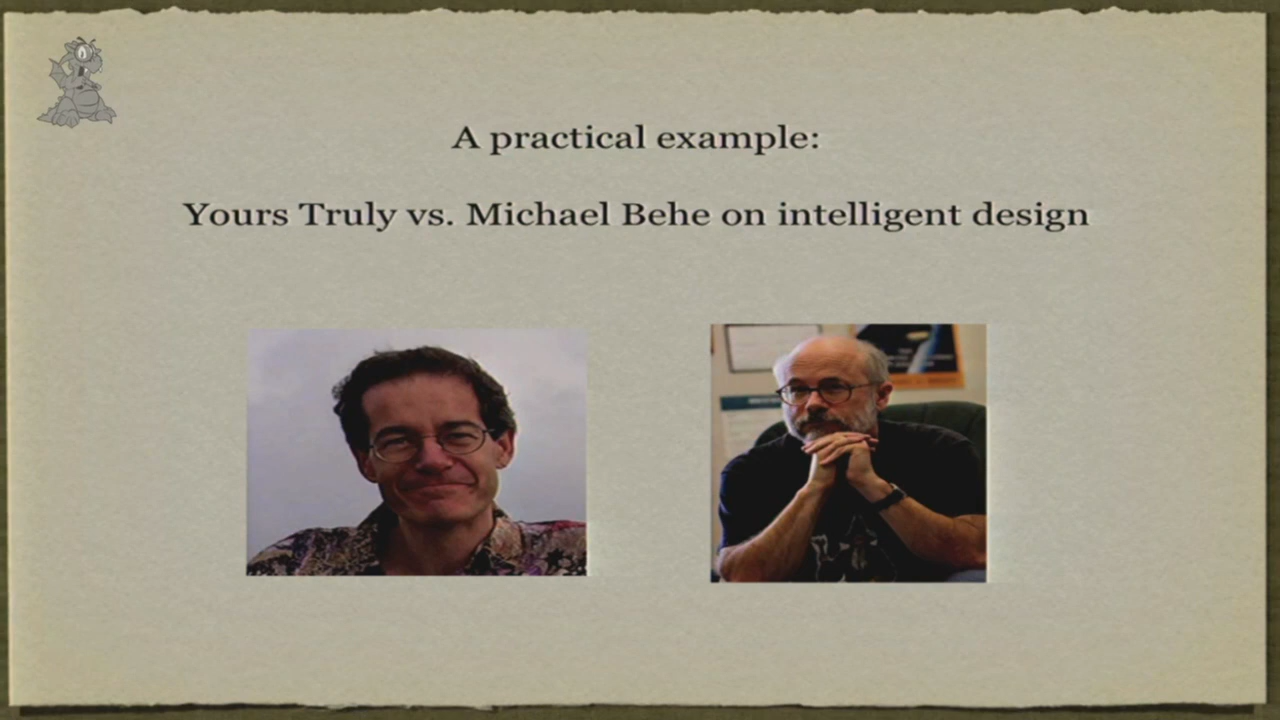 A practical example:
Yours Truly vs. Michael Behe on intelligent design